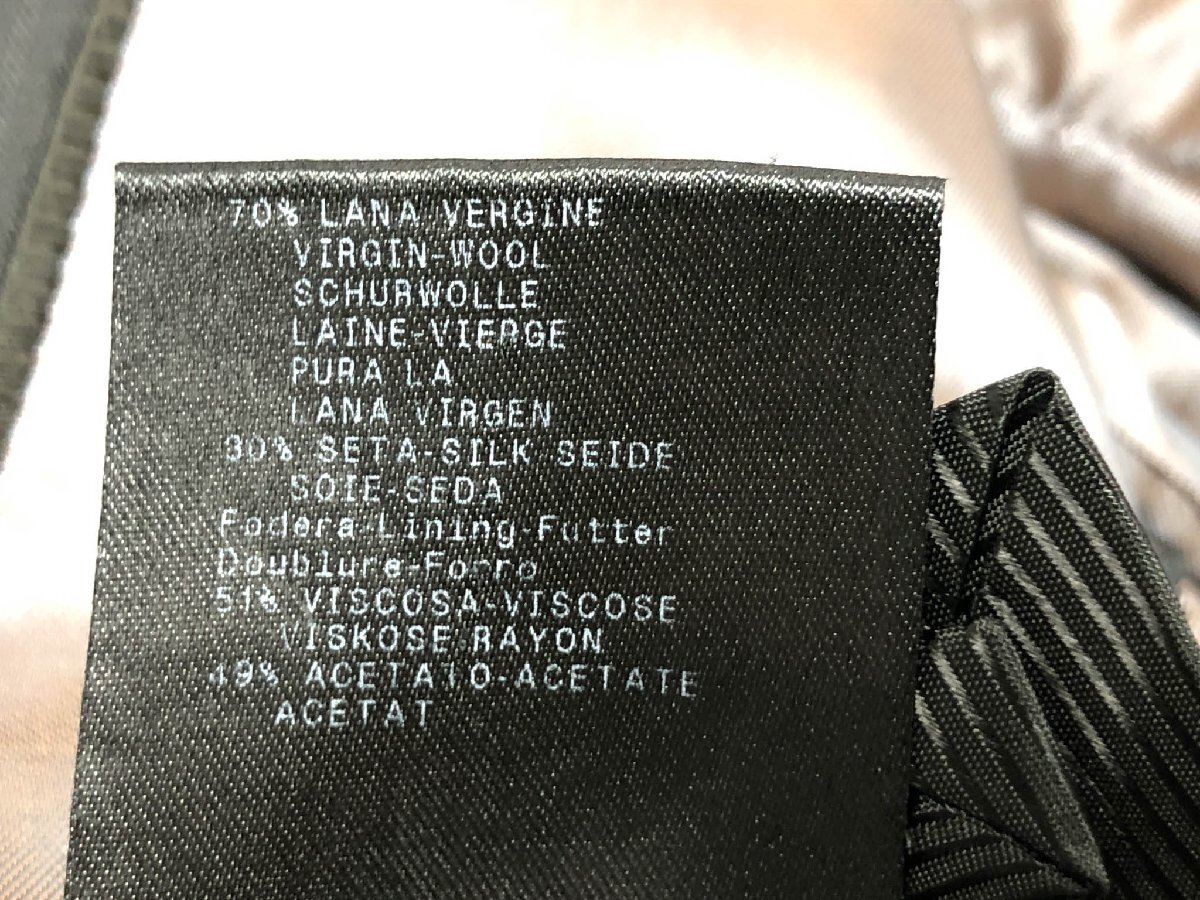 70% LANA VERGINE
VIRGIN-WOOL
SCHURWOLLE
LAINE-VIERGE
PURA LA
LANA VIRGEN
30% SETA-SILK SEIDE
SOIE-SEDA
Fodera-Lining-Futter
Doublure-Forro
51% VISCOSA-VISCOSE
VISKOSE-RAYON
49% ACETATO-ACETATE
ACETAT